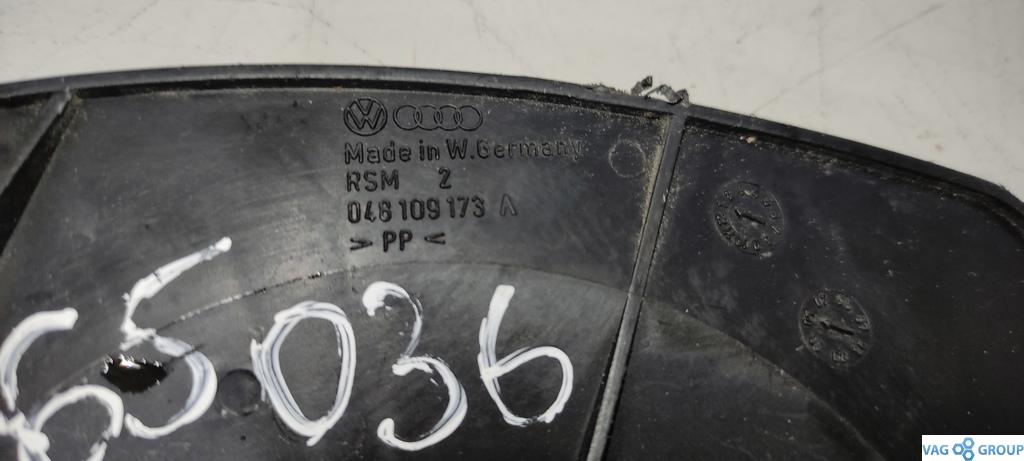 Made in W.Germany
RSM 2
048 109 173 A
> PP <
65036
VAG GROUP